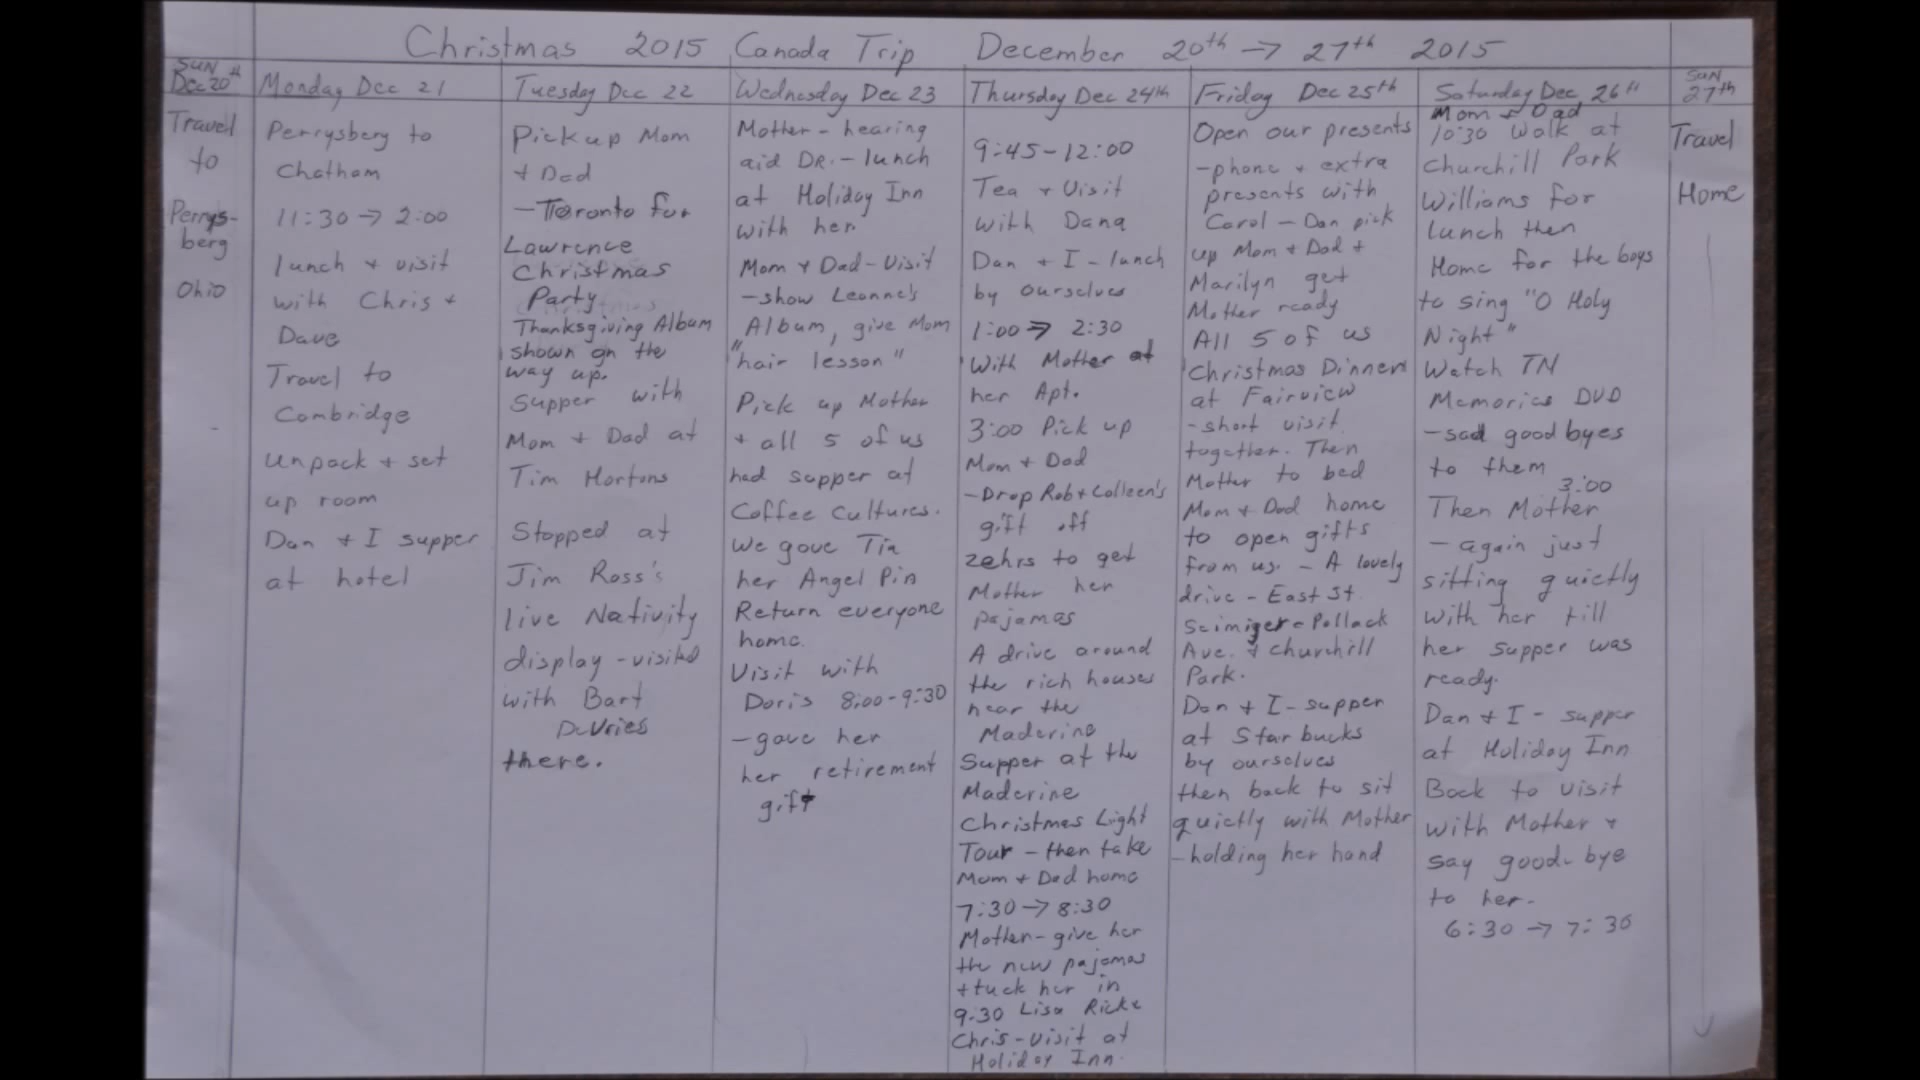 Christmas 2015 Canada Trip December 20th → 27th 2015
SUN
Dec 20th
Travel
to
Perrys-
berg
Ohio
Monday Dec 21
Perrysberg to
Chatham
11:30 → 2:00
lunch + visit
with Chris +
Dave
Travel to
Cambridge
Unpack + set
up room
Dan + I supper
at hotel
Tuesday Dec 22
Pick up Mom
+ Dad
- Toronto for
Lawrence
Christmas
Party
Thanksgiving Album
shown on the
way up.
Supper with
Mom + Dad at
Tim Hortons
Stopped at
Jim Ross's
live Nativity
display - visited
with Bart
DeVries
there.
Wednesday Dec 23
Mother - hearing
aid DR. - lunch
at Holiday Inn
with her
Mom + Dad - Visit
- show Leanne's
Album, give Mom
"hair lesson"
Pick up Mother
+ all 5 of us
had supper at
Coffee Cultures.
We gave Tia
her Angel Pin
Return everyone
home.
Visit with
Doris 8:00 - 9:30
- gave her
her retirement
gift
Thursday Dec 24th
9:45 - 12:00
Tea + Visit
with Dana
Dan + I - lunch
by ourselves
1:00 → 2:30
With Mother at
her Apt.
3:00 Pick up
Mom + Dad
- Drop Rob + Colleen's
gift off
zehrs to get
Mother her
pajamas
A drive around
the rich houses
near the
Maderine
Supper at the
Maderine
Christmas Light
Tour - then take
Mom + Dad home
7:30 → 8:30
Mother - give her
the new pajamas
+ tuck her in
9:30 Lisa Ricke
Chris - visit at
Holiday Inn.
Friday Dec 25th
Open our presents
- phone + extra
presents with
Carol - Dan pick
up Mom + Dad +
Marilyn get
Mother ready
All 5 of us
Christmas Dinner
at Fairview
- short visit
together. Then
Mother to bed
Mom + Dad home
to open gifts
from us. - A lovely
drive - East St.
Pollack
Ave. + Churchill
Park.
Dan + I - supper
at Starbucks
by ourselves
then back to sit
quietly with Mother
- holding her hand
Saturday Dec 26th
Mom + Dad
10:30 Walk at
Churchill Park
Williams for
lunch then
Home for the boys
to sing "O Holy
Night"
Watch TN
Memories DVD
- sad goodbyes
to them
3:00
Then Mother
- again just
sitting quietly
with her till
her supper was
ready.
Dan + I - supper
at Holiday Inn
Back to visit
with Mother +
say good-bye
to her.
6:30 → 7:30
SUN
27th
Travel
Home